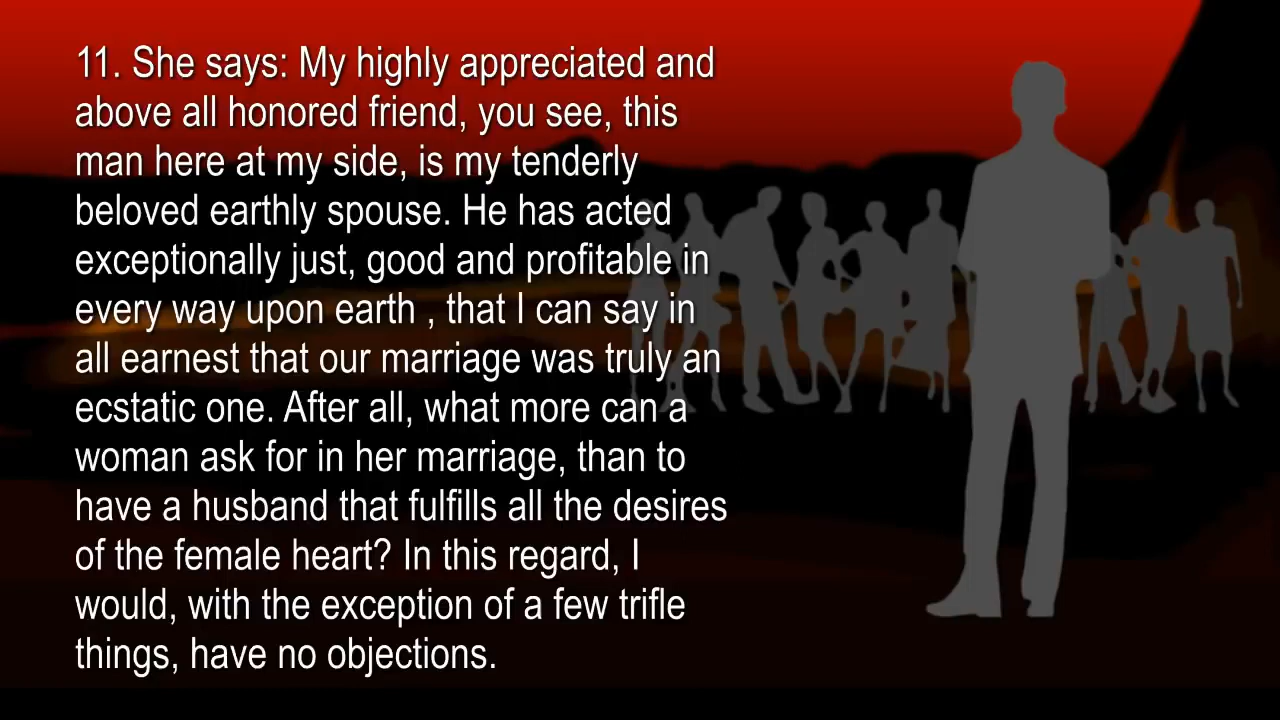 11. She says: My highly appreciated and
above all honored friend, you see, this
man here at my side, is my tenderly
beloved earthly spouse. He has acted
exceptionally just, good and profitable in
every way upon earth , that I can say in
all earnest that our marriage was truly an
ecstatic one. After all, what more can a
woman ask for in her marriage, than to
have a husband that fulfills all the desires
of the female heart? In this regard, I
would, with the exception of a few trifle
things, have no objections.